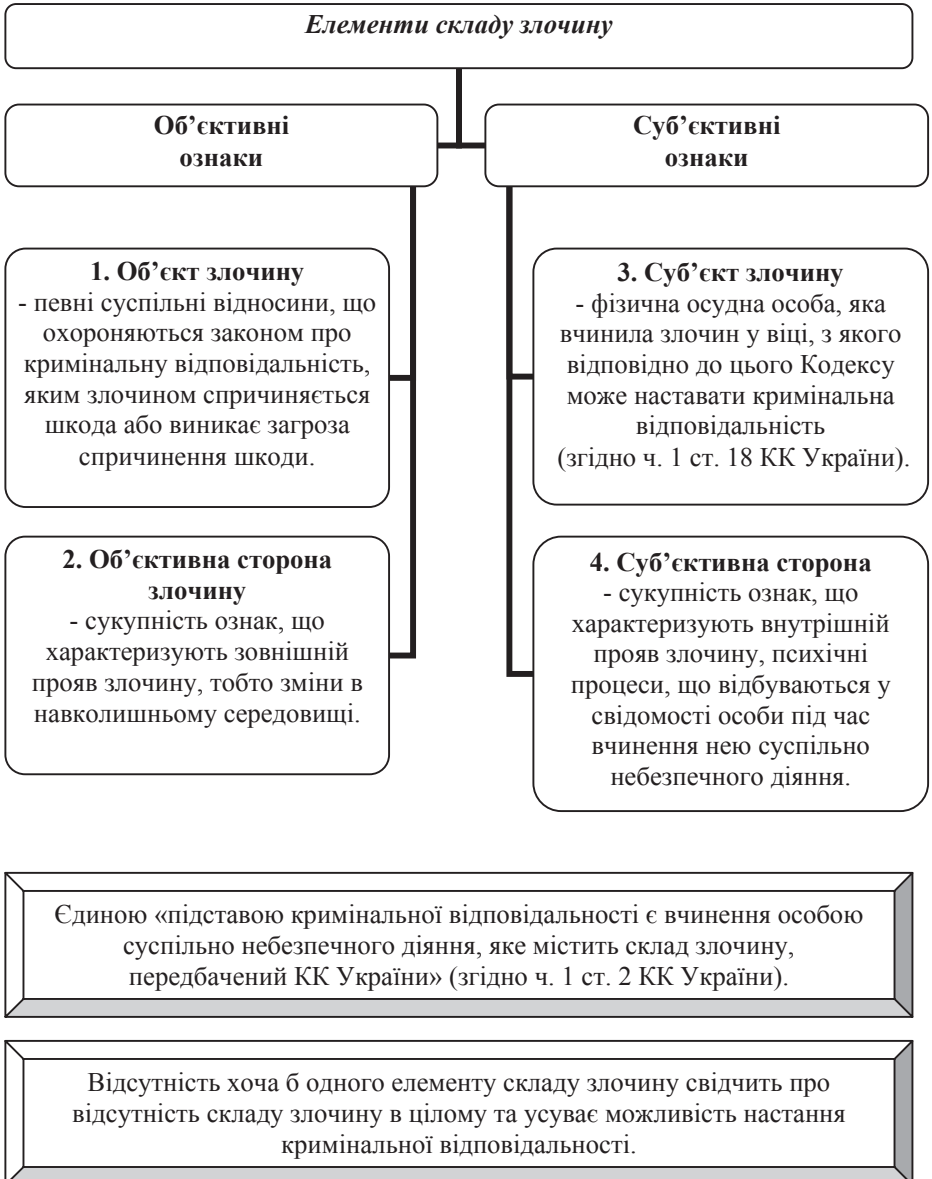 Елементи складу злочину
Об’єктивні
ознаки
Суб’єктивні
ознаки
1. Об’єкт злочину
- певні суспільні відносини, що
охороняються законом про
кримінальну відповідальність,
яким злочином спричиняється
шкода або виникає загроза
спричинення шкоди.
3. Суб’єкт злочину
- фізична осудна особа, яка
вчинила злочин у віці, з якого
відповідно до цього Кодексу
може наставати кримінальна
відповідальність
(згідно ч. 1 ст. 18 КК України).
2. Об’єктивна сторона
злочину
- сукупність ознак, що
характеризують зовнішній
прояв злочину, тобто зміни в
навколишньому середовищі.
4. Суб’єктивна сторона
- сукупність ознак, що
характеризують внутрішній
прояв злочину, психічні
процеси, що відбуваються у
свідомості особи під час
вчинення нею суспільно
небезпечного діяння.
Єдиною «підставою кримінальної відповідальності є вчинення особою
суспільно небезпечного діяння, яке містить склад злочину,
передбачений КК України» (згідно ч. 1 ст. 2 КК України).
Відсутність хоча б одного елементу складу злочину свідчить про
відсутність складу злочину в цілому та усуває можливість настання
кримінальної відповідальності.